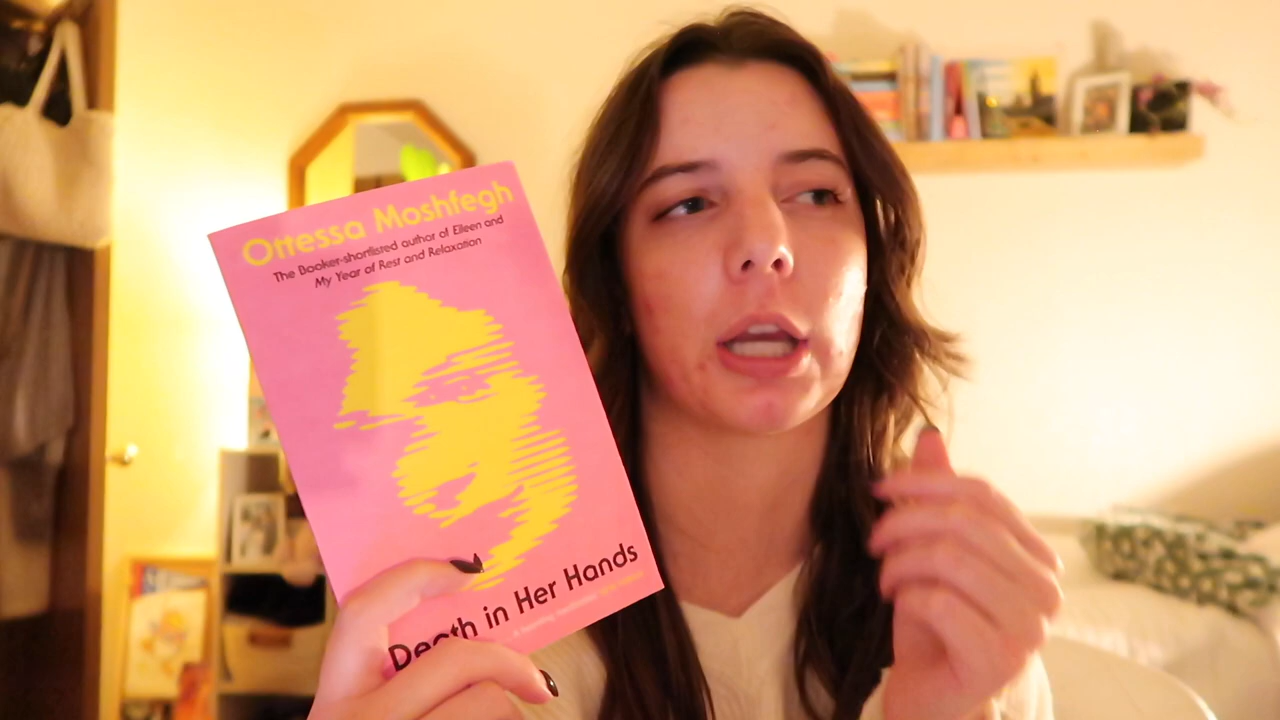 Ottessa Moshfegh
The Booker-shortlisted author of Eileen and
My Year of Rest and Relaxation
Death in Her Hands